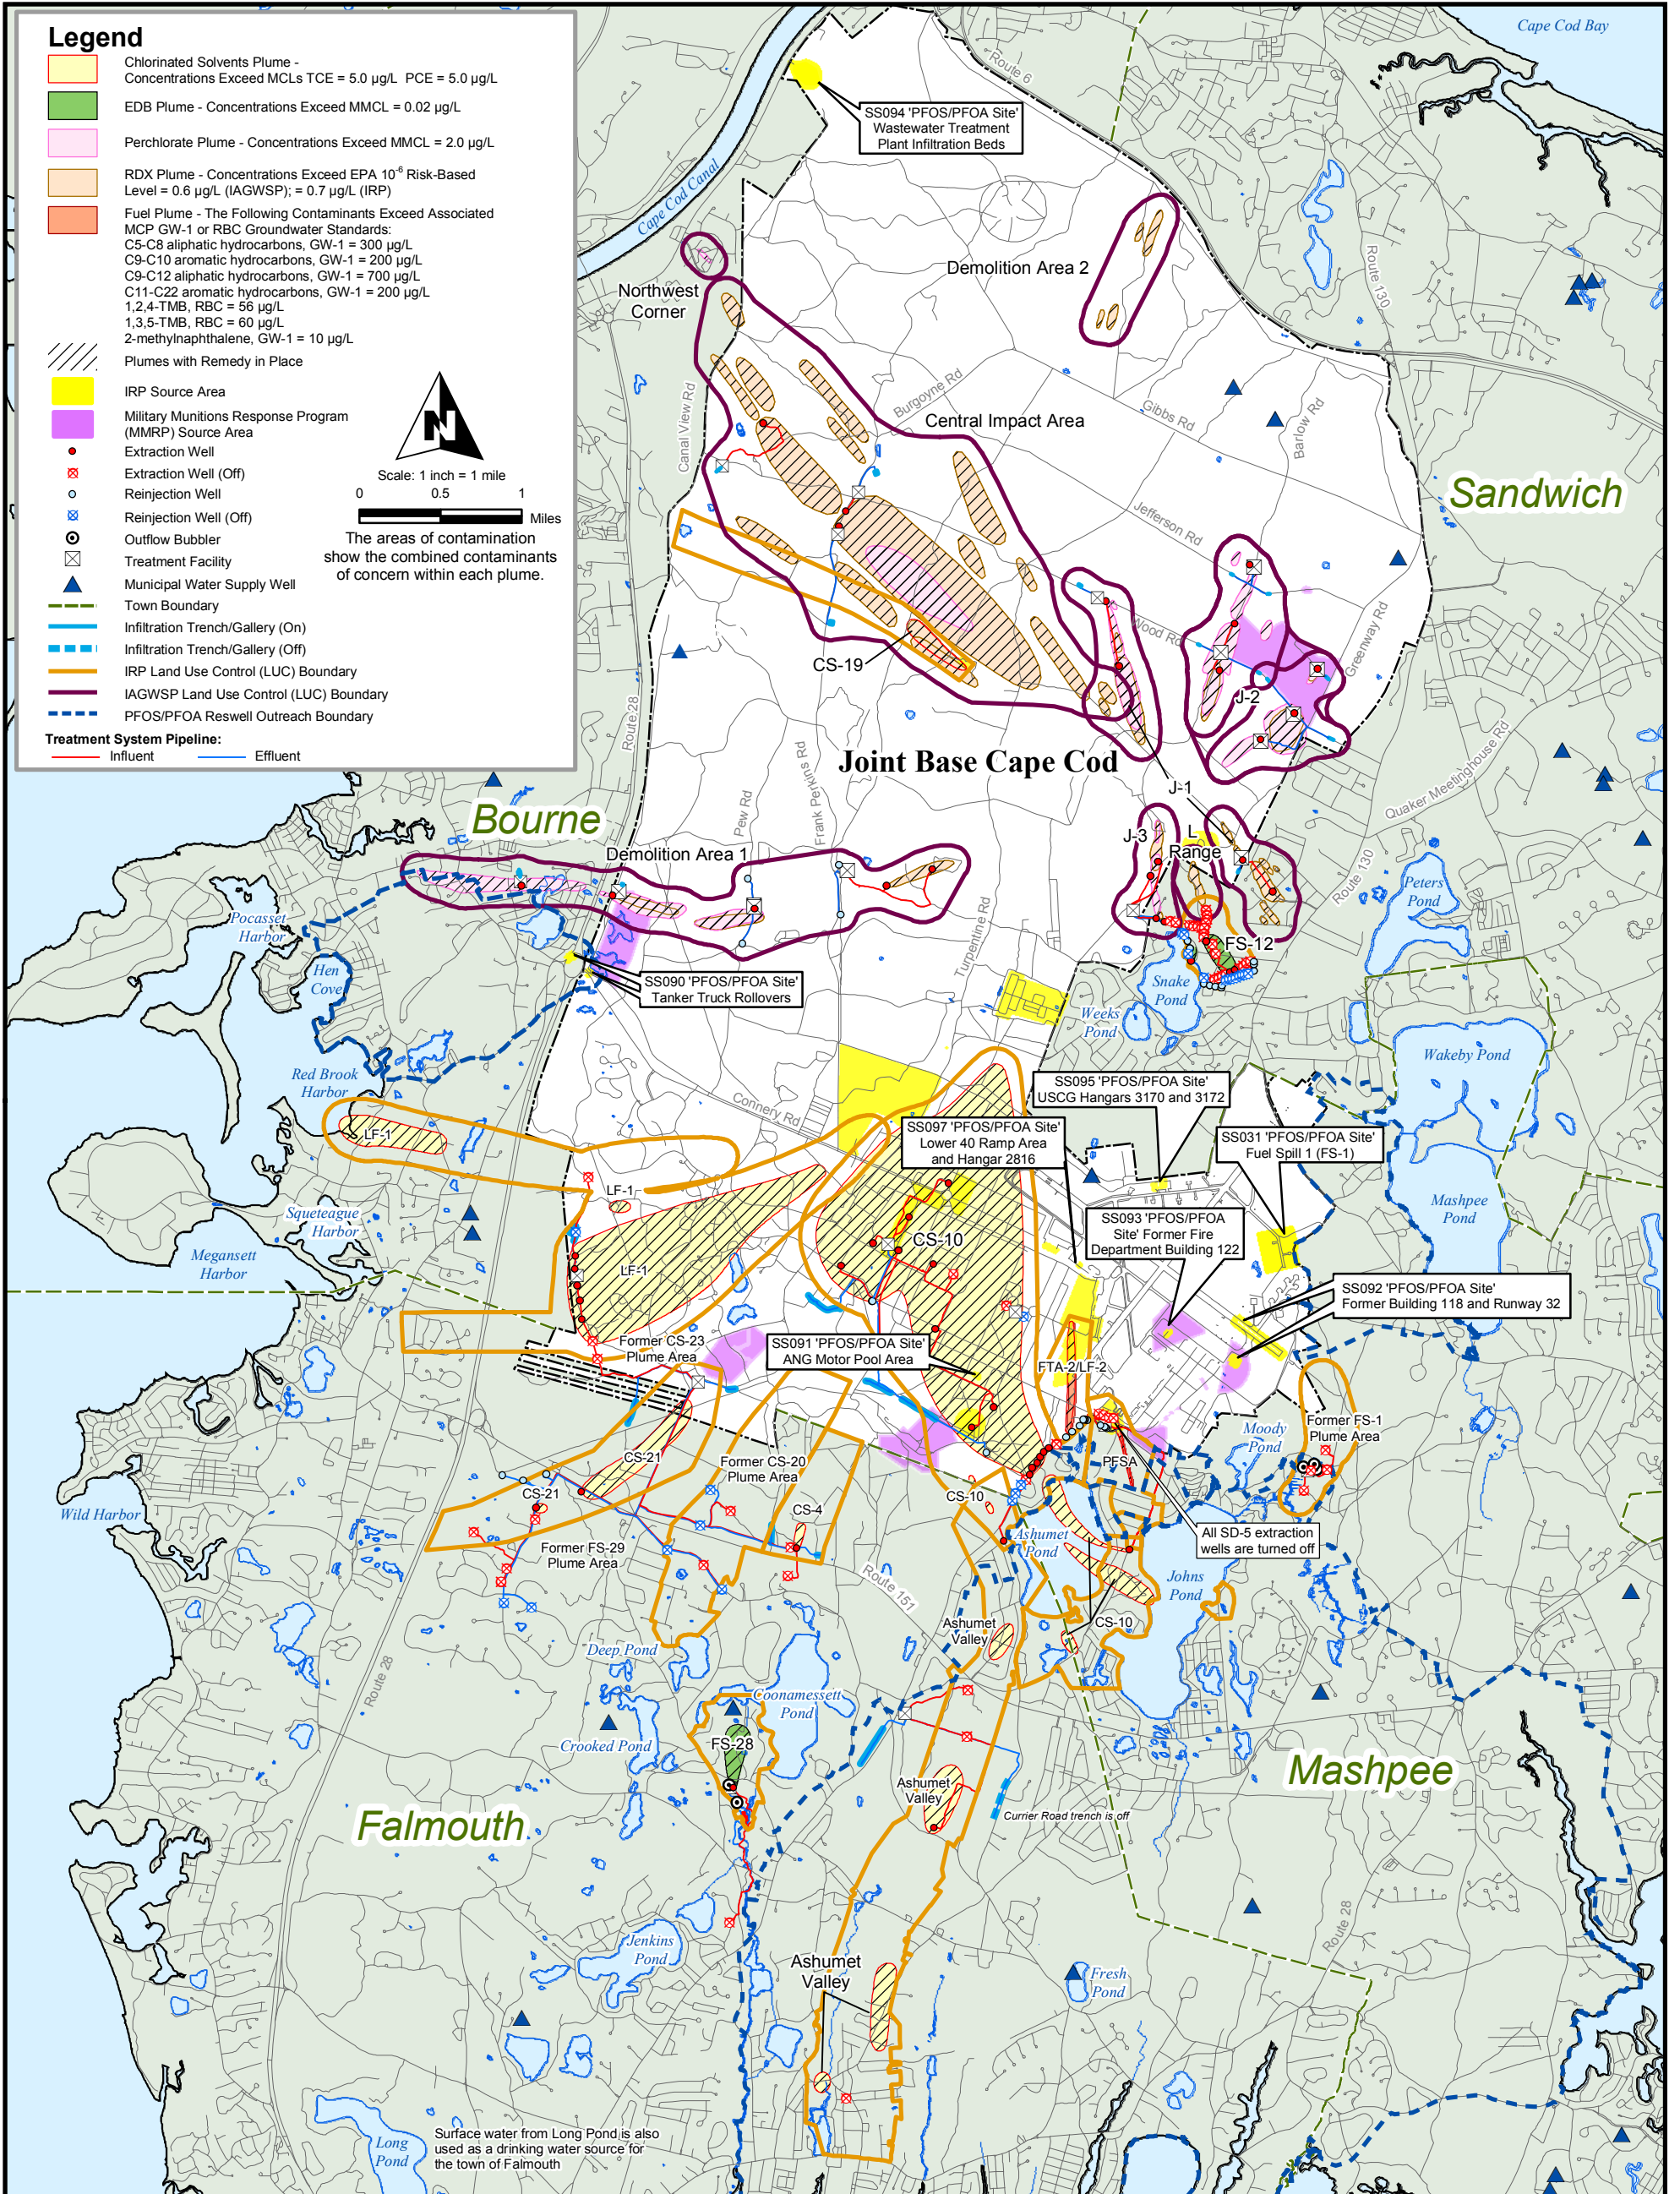 Legend
Chlorinated Solvents Plume -
Concentrations Exceed MCLs TCE = 5.0 µg/L PCE = 5.0 µg/L
EDB Plume - Concentrations Exceed MMCL = 0.02 µg/L
Perchlorate Plume - Concentrations Exceed MMCL = 2.0 µg/L
RDX Plume - Concentrations Exceed EPA 10⁻⁶ Risk-Based
Level = 0.6 µg/L (IAGWSP); = 0.7 µg/L (IRP)
Fuel Plume - The Following Contaminants Exceed Associated
MCP GW-1 or RBC Groundwater Standards:
C5-C8 aliphatic hydrocarbons, GW-1 = 300 µg/L
C9-C10 aromatic hydrocarbons, GW-1 = 200 µg/L
C9-C12 aliphatic hydrocarbons, GW-1 = 700 µg/L
C11-C22 aromatic hydrocarbons, GW-1 = 200 µg/L
1,2,4-TMB, RBC = 56 µg/L
1,3,5-TMB, RBC = 60 µg/L
2-methylnaphthalene, GW-1 = 10 µg/L
Plumes with Remedy in Place
IRP Source Area
Military Munitions Response Program
(MMRP) Source Area
Extraction Well
Extraction Well (Off)
Reinjection Well
Reinjection Well (Off)
Outflow Bubbler
Treatment Facility
Municipal Water Supply Well
Town Boundary
Infiltration Trench/Gallery (On)
Infiltration Trench/Gallery (Off)
IRP Land Use Control (LUC) Boundary
IAGWSP Land Use Control (LUC) Boundary
PFOS/PFOA Reswell Outreach Boundary
Treatment System Pipeline:
Influent Effluent
N
Scale: 1 inch = 1 mile
0 0.5 1
Miles
The areas of contamination
show the combined contaminants
of concern within each plume.
Cape Cod Bay
Route 6
SS094 'PFOS/PFOA Site'
Wastewater Treatment
Plant Infiltration Beds
Cape Cod Canal
Route 130
Demolition Area 2
Northwest
Corner
Canal View Rd
Burgoyne Rd
Gibbs Rd
Central Impact Area
Barlow Rd
Sandwich
Jefferson Rd
Wood Rd
Greenway Rd
CS-19
J-2
Route 28
Joint Base Cape Cod
Quaker Meetinghouse Rd
J-1
Bourne
Pew Rd
Frank Perkins Rd
Demolition Area 1
J-3
L
Range
Route 130
Peters
Pond
Pocasset
Harbor
Turpentine Rd
FS-12
Hen
Cove
SS090 'PFOS/PFOA Site'
Tanker Truck Rollovers
Snake
Pond
Weeks
Pond
Wakeby Pond
Red Brook
Harbor
SS095 'PFOS/PFOA Site'
USCG Hangars 3170 and 3172
Connery Rd
LF-1
SS097 'PFOS/PFOA Site'
Lower 40 Ramp Area
and Hangar 2816
SS031 'PFOS/PFOA Site'
Fuel Spill 1 (FS-1)
LF-1
Squeteague
Harbor
Mashpee
Pond
SS093 'PFOS/PFOA
Site' Former Fire
Department Building 122
CS-10
Megansett
Harbor
LF-1
SS092 'PFOS/PFOA Site'
Former Building 118 and Runway 32
Former CS-23
Plume Area
SS091 'PFOS/PFOA Site'
ANG Motor Pool Area
FTA-2/LF-2
Moody
Pond
Former FS-1
Plume Area
CS-21
Former CS-20
Plume Area
PFSA
CS-21
CS-10
Wild Harbor
CS-4
Ashumet
Pond
All SD-5 extraction
wells are turned off
Former FS-29
Plume Area
Route 151
Johns
Pond
Ashumet
Valley
CS-10
Deep Pond
Route 28
Coonamessett
Pond
Crooked Pond
FS-28
Mashpee
Ashumet
Valley
Currier Road trench is off
Falmouth
Route 28
Jenkins
Pond
Ashumet
Valley
Fresh
Pond
Surface water from Long Pond is also
used as a drinking water source for
the town of Falmouth
Long
Pond